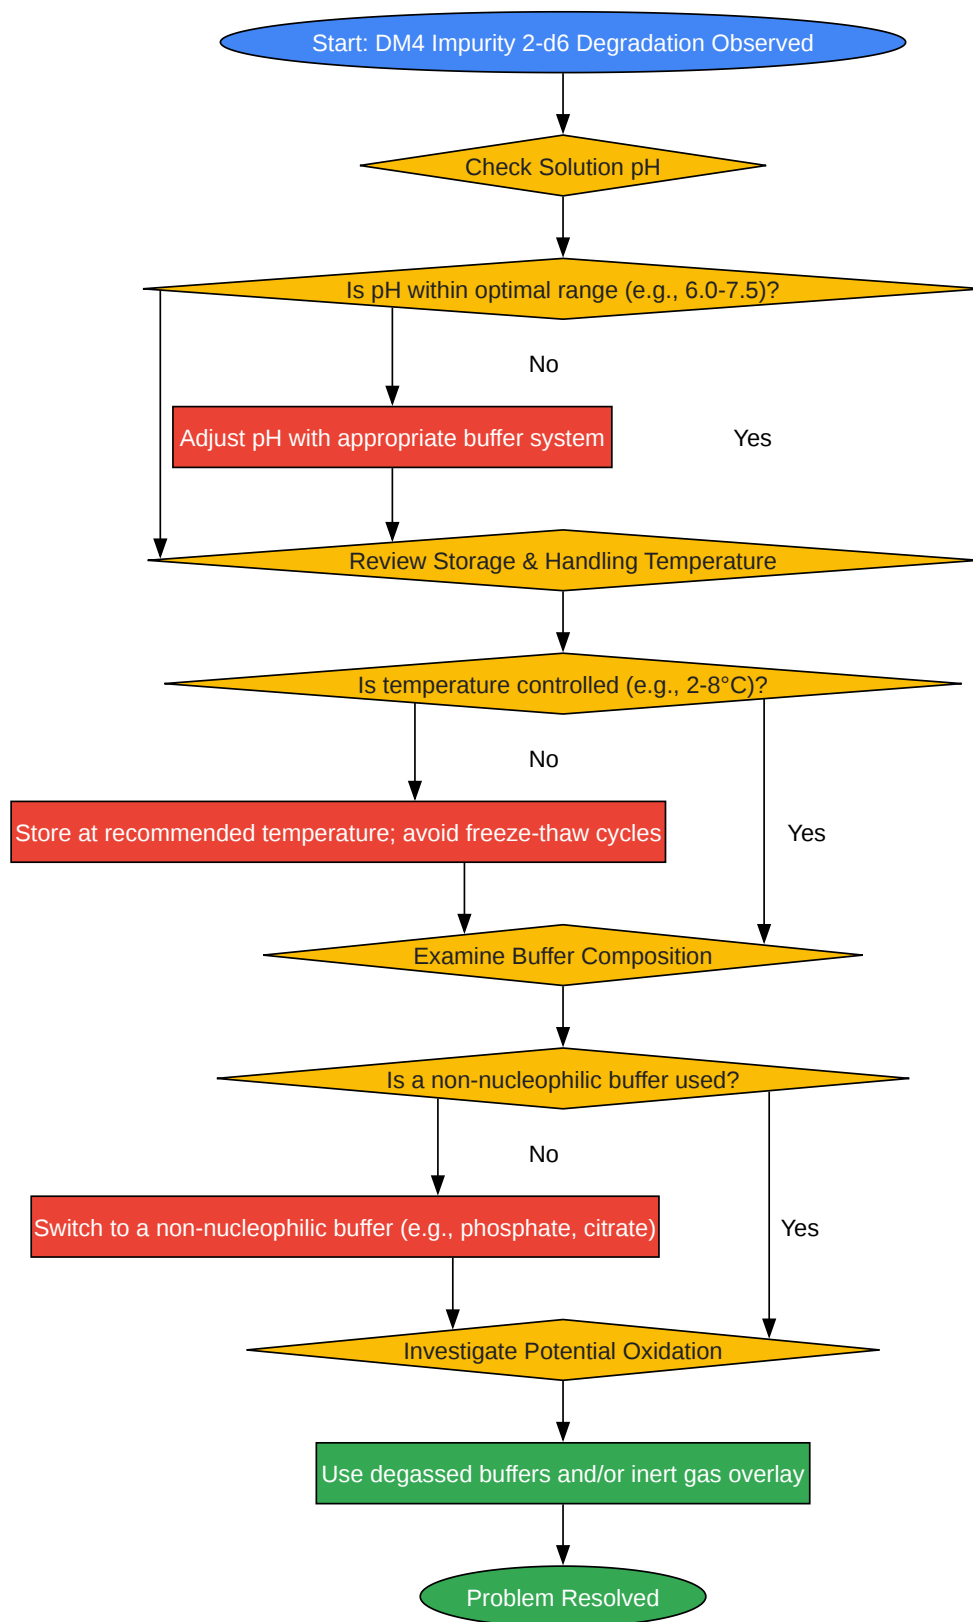 Start: DM4 Impurity 2-d6 Degradation Observed
Check Solution pH
Is pH within optimal range (e.g., 6.0-7.5)?
No
Adjust pH with appropriate buffer system
Yes
Review Storage & Handling Temperature
Is temperature controlled (e.g., 2-8°C)?
No
Store at recommended temperature; avoid freeze-thaw cycles
Yes
Examine Buffer Composition
Is a non-nucleophilic buffer used?
No
Switch to a non-nucleophilic buffer (e.g., phosphate, citrate)
Yes
Investigate Potential Oxidation
Use degassed buffers and/or inert gas overlay
Problem Resolved